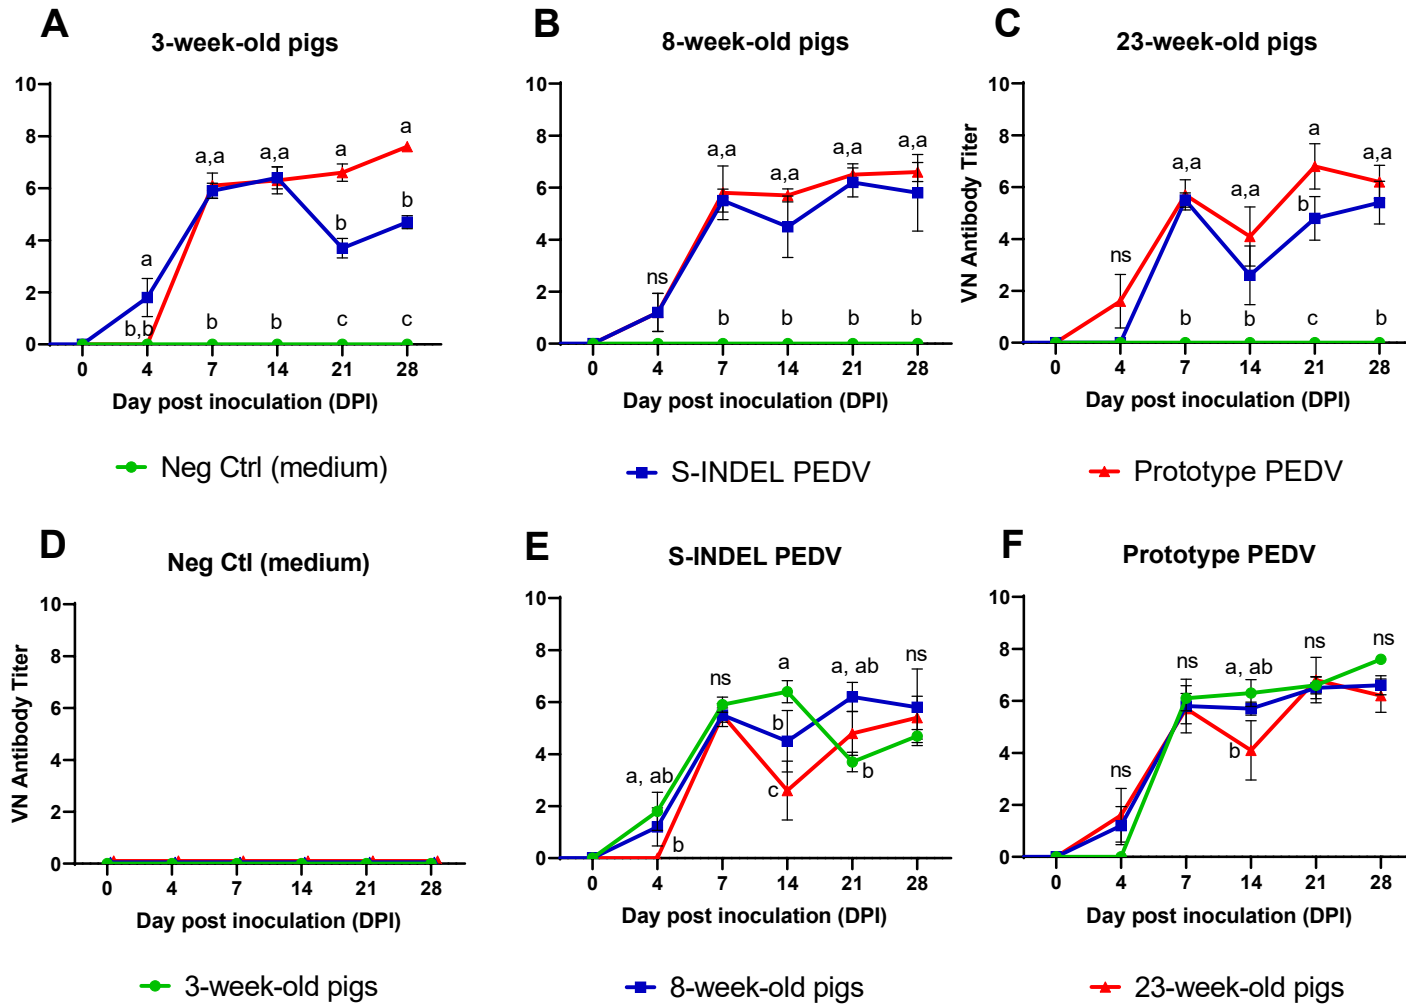 A
3-week-old pigs
10
8
6
4
2
0
a
b,b
a,a
b
a,a
b
a
b
c
a
b
c
0 4 7 14 21 28
Day post inoculation (DPI)
B
8-week-old pigs
10
8
6
4
2
0
ns
a,a
b
a,a
b
a,a
b
a,a
b
0 4 7 14 21 28
Day post inoculation (DPI)
C
23-week-old pigs
VN Antibody Titer
10
8
6
4
2
0
ns
a,a
b
a,a
b
a
b
c
a,a
b
0 4 7 14 21 28
Day post inoculation (DPI)
Neg Ctrl (medium)
S-INDEL PEDV
Prototype PEDV
D
Neg Ctl (medium)
VN Antibody Titer
10
8
6
4
2
0
0 4 7 14 21 28
Day post inoculation (DPI)
E
S-INDEL PEDV
10
8
6
4
2
0
a, ab
b
ns
a
b
c
a, ab
b
ns
0 4 7 14 21 28
Day post inoculation (DPI)
F
Prototype PEDV
10
8
6
4
2
0
ns
ns
a, ab
b
ns
ns
0 4 7 14 21 28
Day post inoculation (DPI)
3-week-old pigs
8-week-old pigs
23-week-old pigs